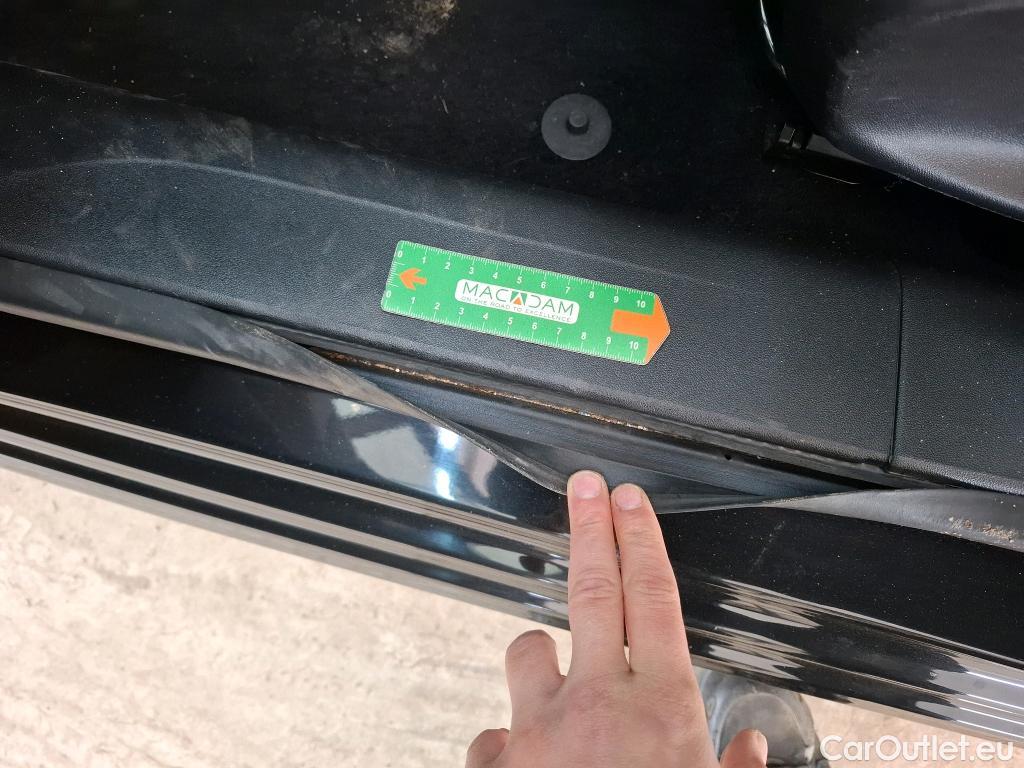 0 1 2 3 4 5 6 7 8 9 10
MACADAM
ON THE ROAD TO EXCELLENCE
0 1 2 3 4 5 6 7 8 9 10
CarOutlet.eu